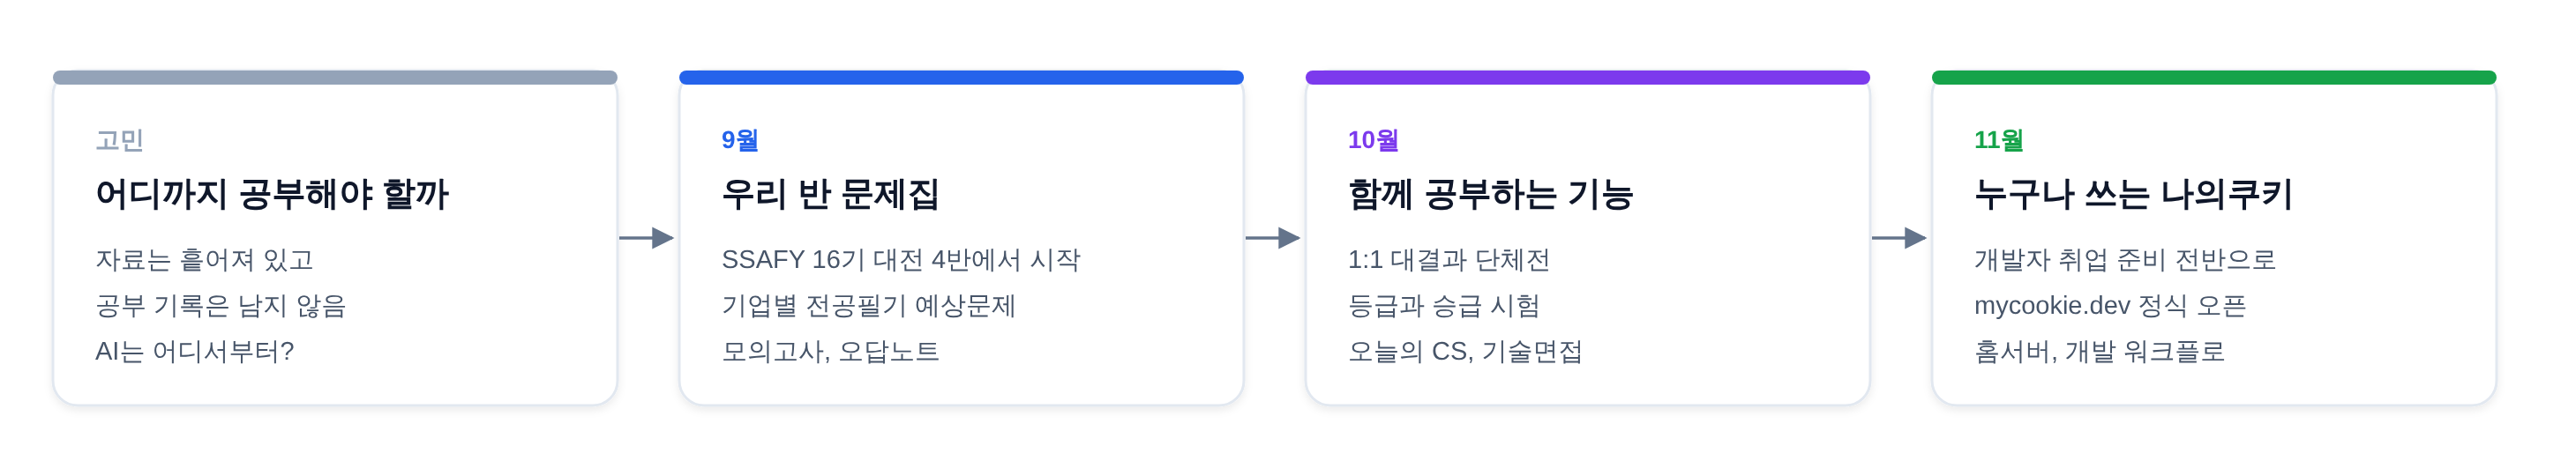 고민
어디까지 공부해야 할까
자료는 흩어져 있고
공부 기록은 남지 않음
AI는 어디서부터?
9월
우리 반 문제집
SSAFY 16기 대전 4반에서 시작
기업별 전공필기 예상문제
모의고사, 오답노트
10월
함께 공부하는 기능
1:1 대결과 단체전
등급과 승급 시험
오늘의 CS, 기술면접
11월
누구나 쓰는 나의쿠키
개발자 취업 준비 전반으로
mycookie.dev 정식 오픈
홈서버, 개발 워크플로